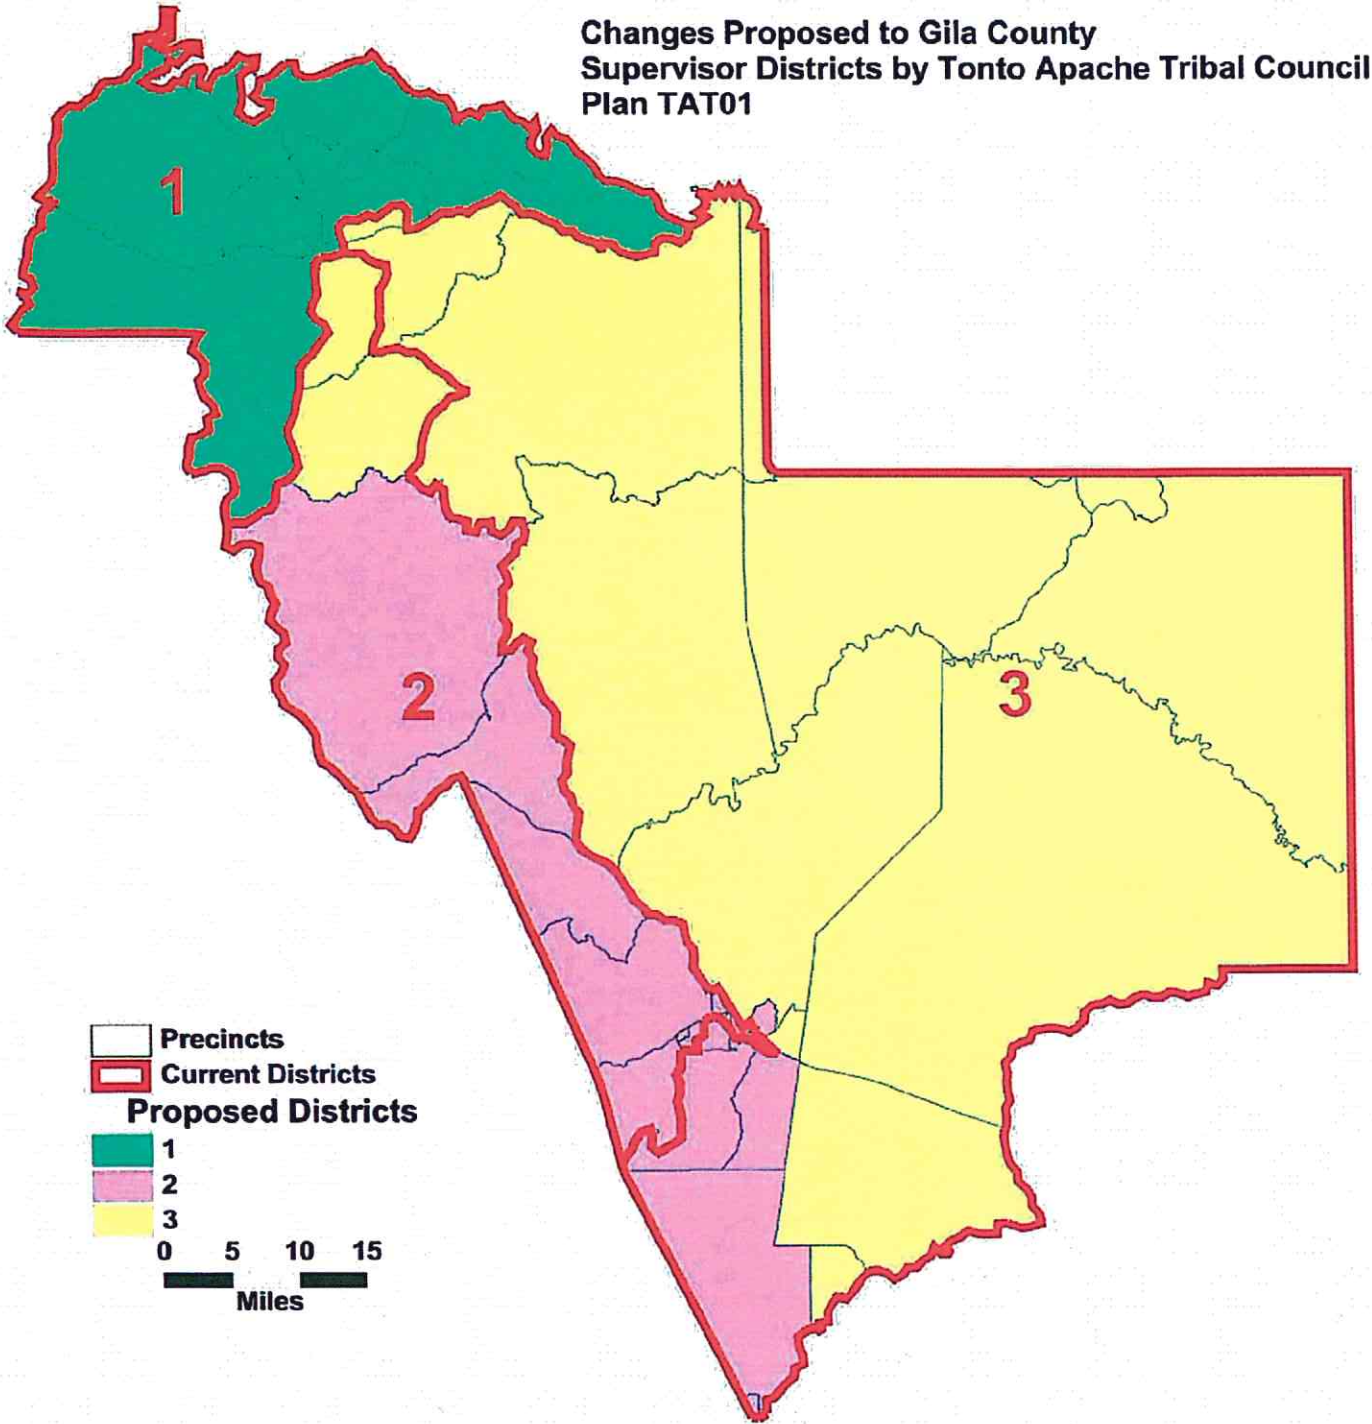 Changes Proposed to Gila County
Supervisor Districts by Tonto Apache Tribal Council
Plan TAT01
1
2
3
Precincts
Current Districts
Proposed Districts
1
2
3
0 5 10 15
Miles